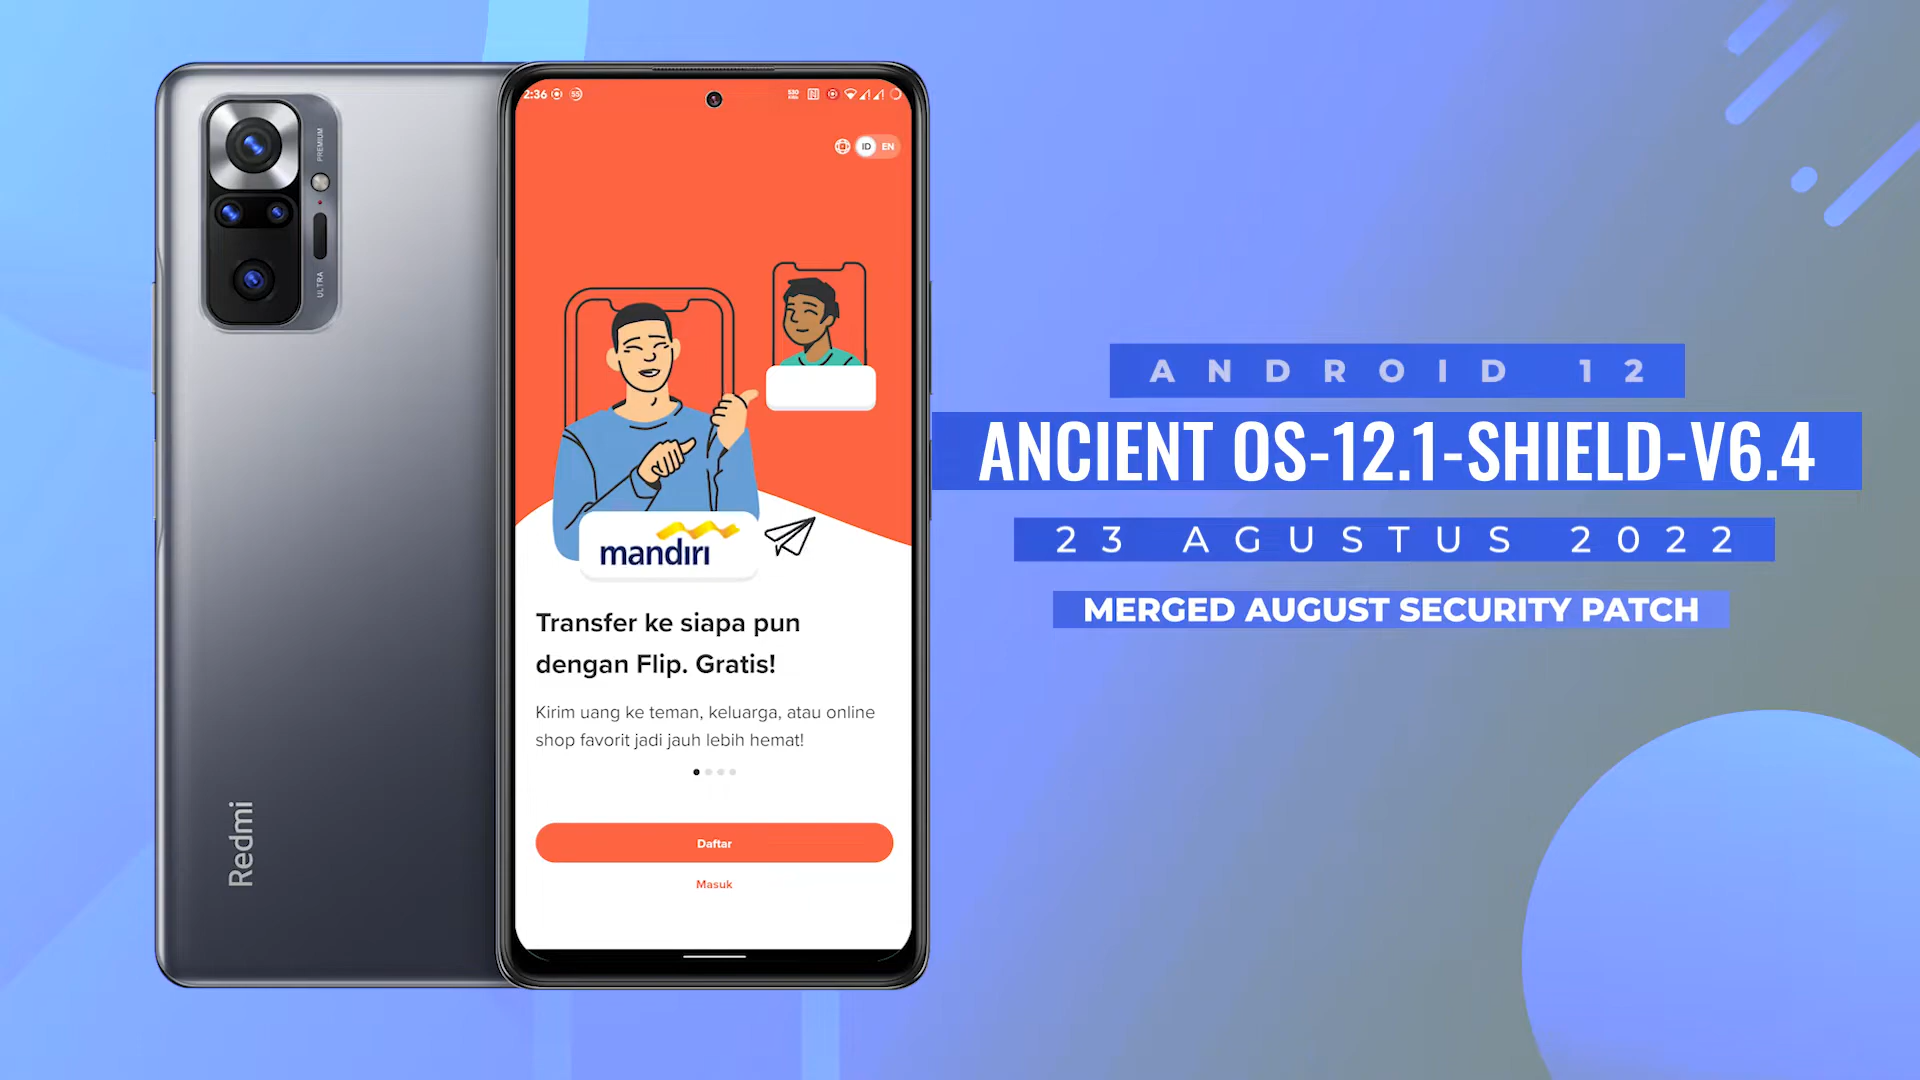 PREMIUM
ULTRA
Redmi
2:36
55
530
ID EN
mandiri
Transfer ke siapa pun
dengan Flip. Gratis!
Kirim uang ke teman, keluarga, atau online
shop favorit jadi jauh lebih hemat!
Daftar
Masuk
ANDROID 12
ANCIENT OS-12.1-SHIELD-V6.4
23 AGUSTUS 2022
MERGED AUGUST SECURITY PATCH